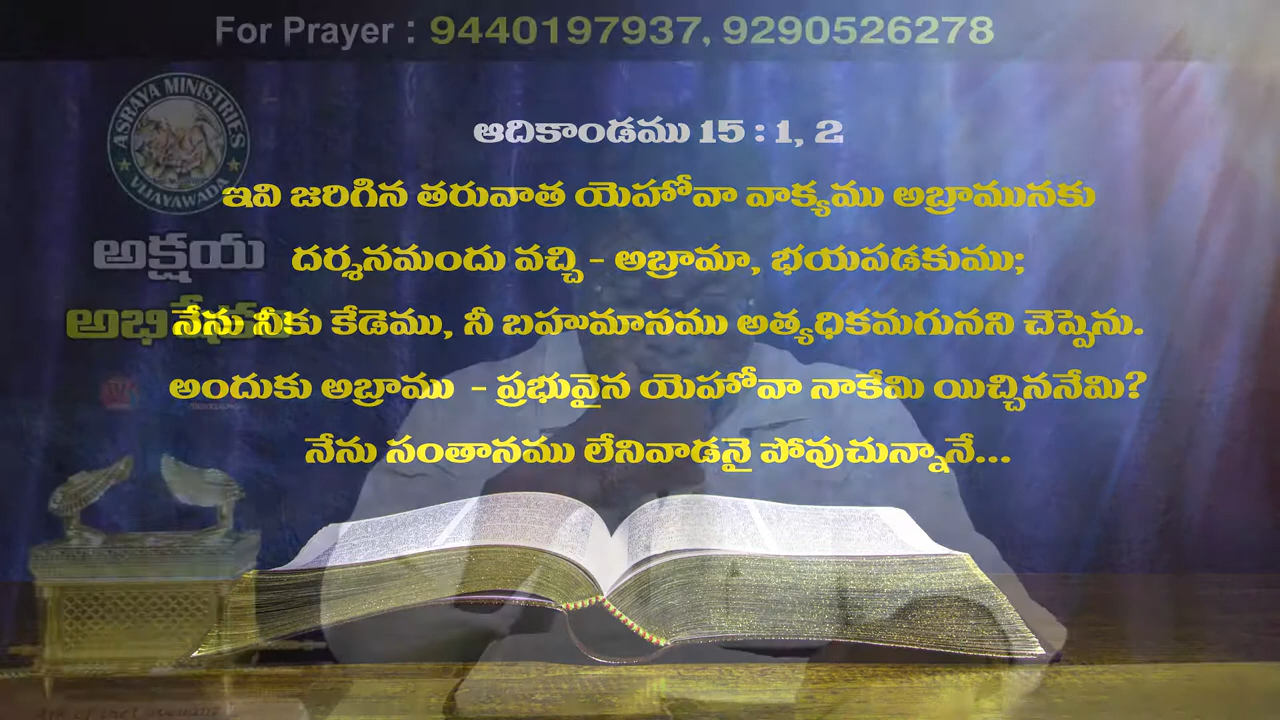 For Prayer : 9440197937, 9290526278
ASRAYA MINISTRIES
VIJAYAWADA
ఆదికాండము 15 : 1, 2
ఇవి జరిగిన తరువాత యెహోవా వాక్యము అబ్రామునకు
అక్షయ
దర్శనమందు వచ్చి - అబ్రామా, భయపడకుము;
నేను నీకు కేడెము, నీ బహుమానము అత్యధికమగునని చెప్పెను.
అందుకు అబ్రాము - ప్రభువైన యెహోవా నాకేమి యిచ్చిననేమి?
నేను సంతానము లేనివాడనై పోవుచున్నానే...